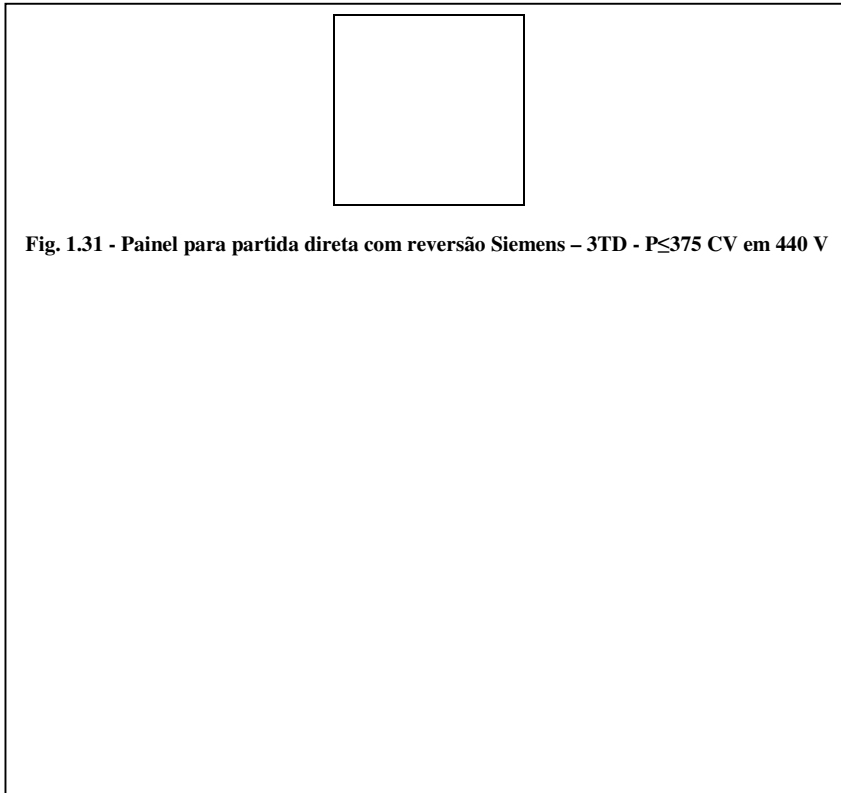 Fig. 1.31 - Painel para partida direta com reversão Siemens – 3TD - P≤375 CV em 440 V